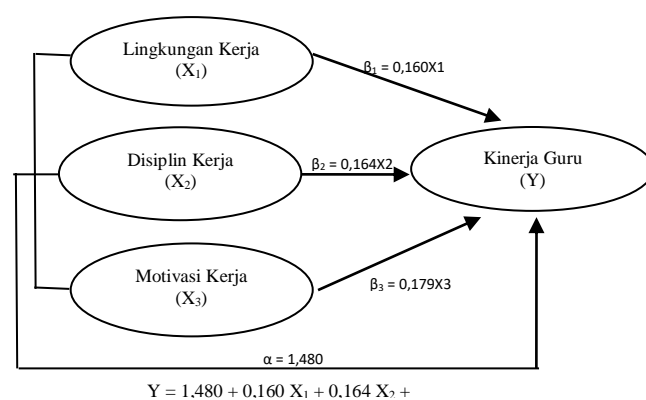 Lingkungan Kerja
(X₁)
β₁ = 0,160X1
Disiplin Kerja
(X₂)
β₂ = 0,164X2
Kinerja Guru
(Y)
Motivasi Kerja
(X₃)
β₃ = 0,179X3
α = 1,480
Y = 1,480 + 0,160 X₁ + 0,164 X₂ +